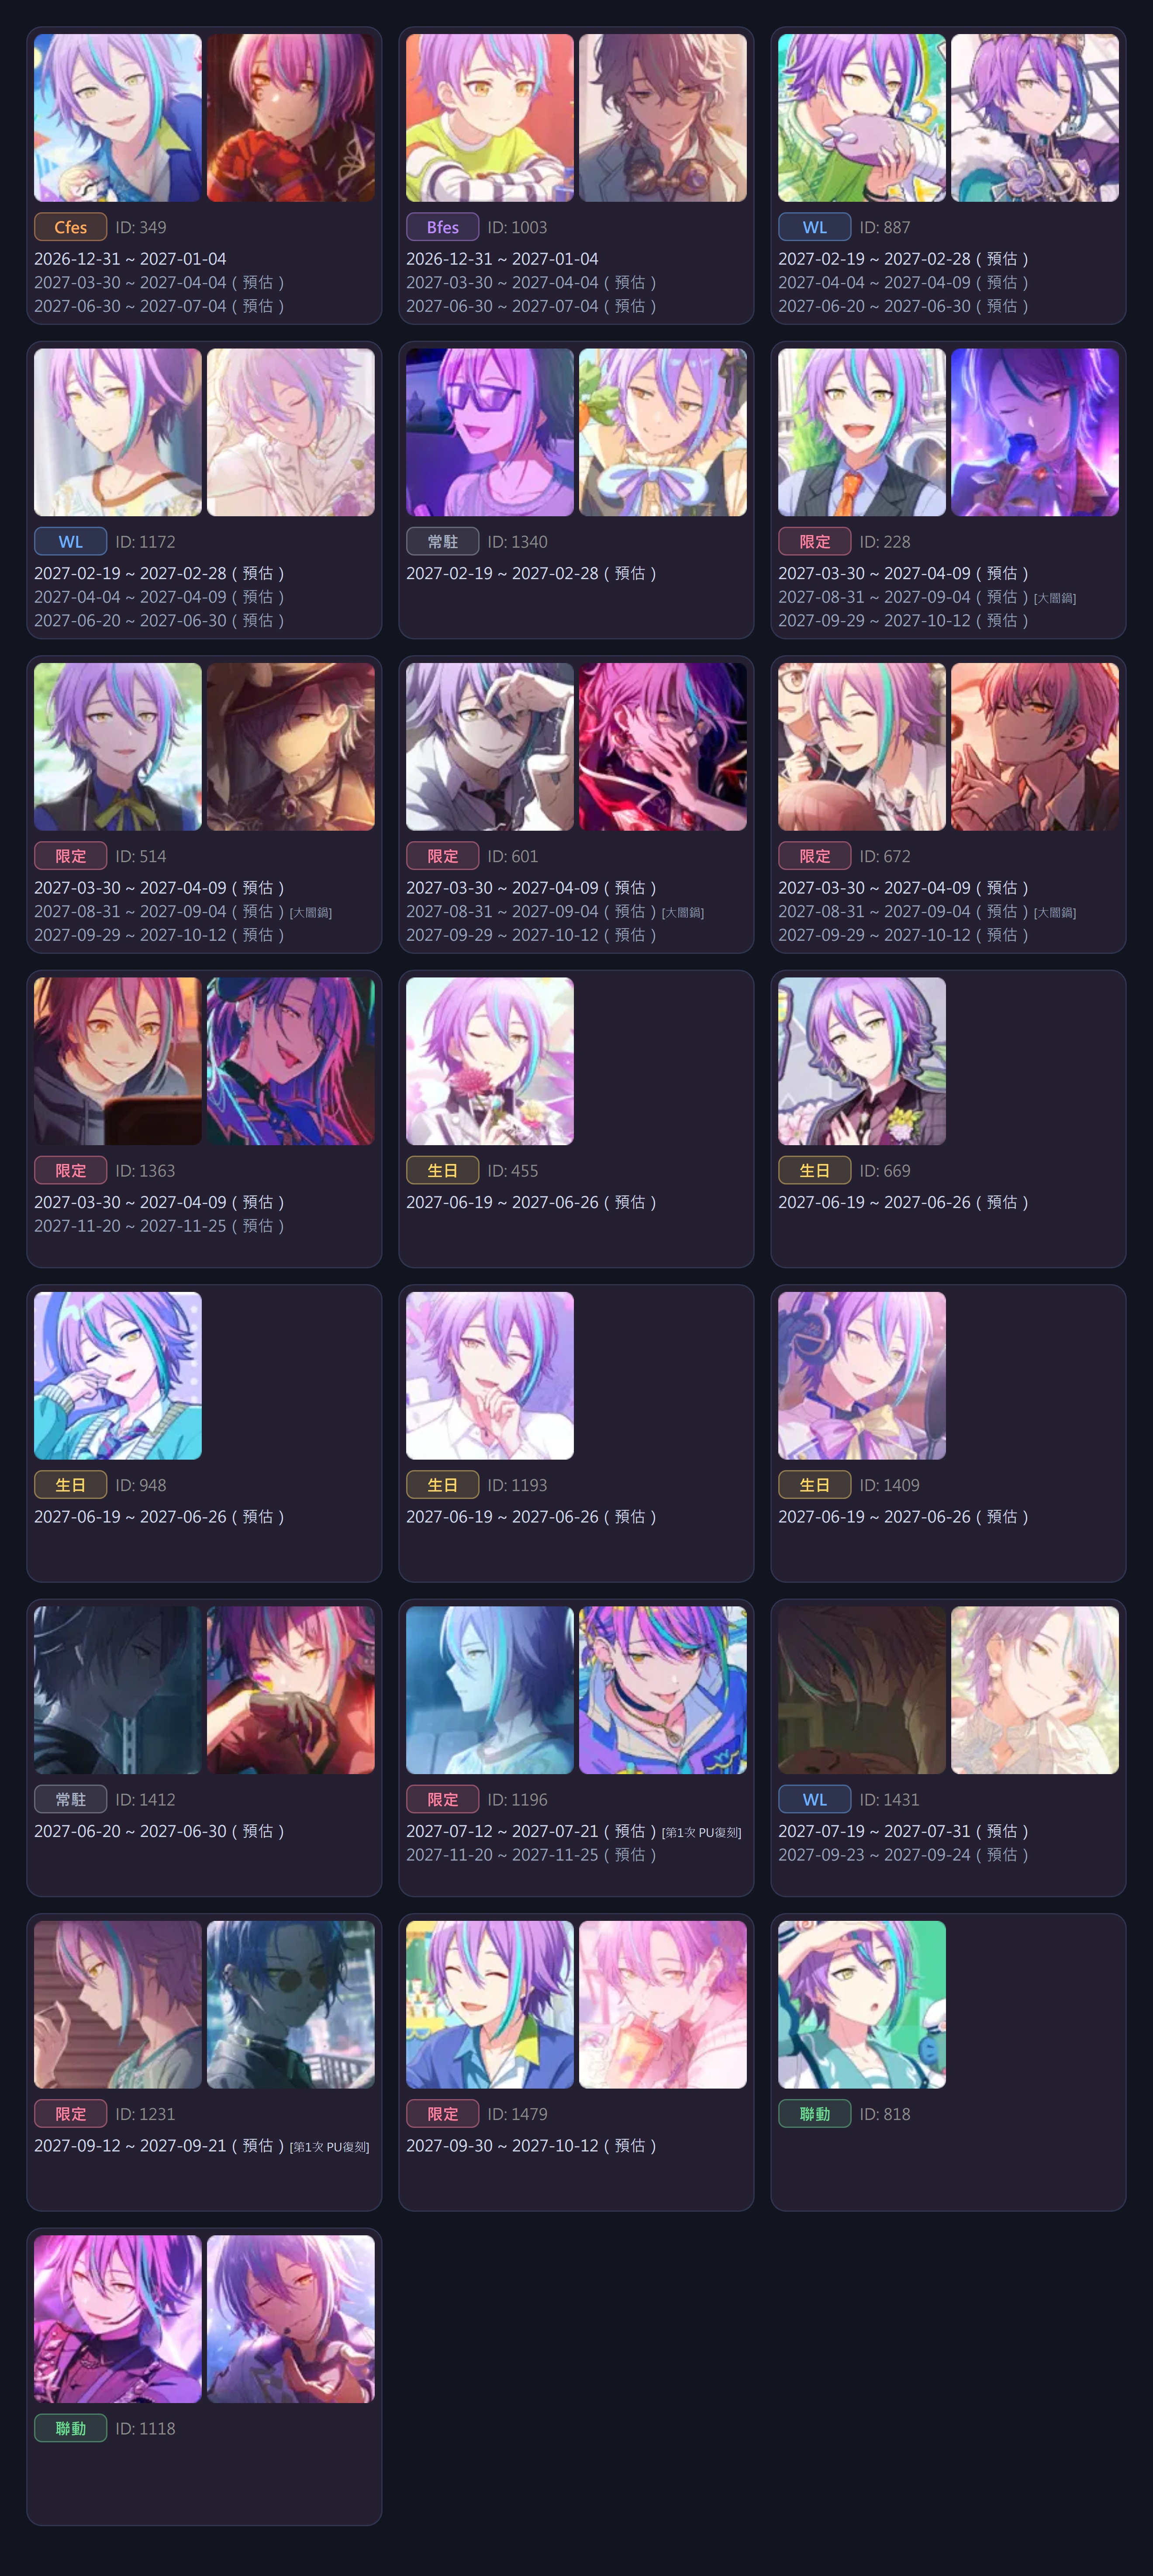 Cfes ID: 349
2026-12-31 ~ 2027-01-04
2027-03-30 ~ 2027-04-04 ( 預估 )
2027-06-30 ~ 2027-07-04 ( 預估 )
Bfes ID: 1003
2026-12-31 ~ 2027-01-04
2027-03-30 ~ 2027-04-04 ( 預估 )
2027-06-30 ~ 2027-07-04 ( 預估 )
WL ID: 887
2027-02-19 ~ 2027-02-28 ( 預估 )
2027-04-04 ~ 2027-04-09 ( 預估 )
2027-06-20 ~ 2027-06-30 ( 預估 )
WL ID: 1172
2027-02-19 ~ 2027-02-28 ( 預估 )
2027-04-04 ~ 2027-04-09 ( 預估 )
2027-06-20 ~ 2027-06-30 ( 預估 )
常駐 ID: 1340
2027-02-19 ~ 2027-02-28 ( 預估 )
限定 ID: 228
2027-03-30 ~ 2027-04-09 ( 預估 )
2027-08-31 ~ 2027-09-04 ( 預估 ) [大閤鍋]
2027-09-29 ~ 2027-10-12 ( 預估 )
限定 ID: 514
2027-03-30 ~ 2027-04-09 ( 預估 )
2027-08-31 ~ 2027-09-04 ( 預估 ) [大閤鍋]
2027-09-29 ~ 2027-10-12 ( 預估 )
限定 ID: 601
2027-03-30 ~ 2027-04-09 ( 預估 )
2027-08-31 ~ 2027-09-04 ( 預估 ) [大閤鍋]
2027-09-29 ~ 2027-10-12 ( 預估 )
限定 ID: 672
2027-03-30 ~ 2027-04-09 ( 預估 )
2027-08-31 ~ 2027-09-04 ( 預估 ) [大閤鍋]
2027-09-29 ~ 2027-10-12 ( 預估 )
限定 ID: 1363
2027-03-30 ~ 2027-04-09 ( 預估 )
2027-11-20 ~ 2027-11-25 ( 預估 )
生日 ID: 455
2027-06-19 ~ 2027-06-26 ( 預估 )
生日 ID: 669
2027-06-19 ~ 2027-06-26 ( 預估 )
生日 ID: 948
2027-06-19 ~ 2027-06-26 ( 預估 )
生日 ID: 1193
2027-06-19 ~ 2027-06-26 ( 預估 )
生日 ID: 1409
2027-06-19 ~ 2027-06-26 ( 預估 )
常駐 ID: 1412
2027-06-20 ~ 2027-06-30 ( 預估 )
限定 ID: 1196
2027-07-12 ~ 2027-07-21 ( 預估 ) [第1次 PU復刻]
2027-11-20 ~ 2027-11-25 ( 預估 )
WL ID: 1431
2027-07-19 ~ 2027-07-31 ( 預估 )
2027-09-23 ~ 2027-09-24 ( 預估 )
限定 ID: 1231
2027-09-12 ~ 2027-09-21 ( 預估 ) [第1次 PU復刻]
限定 ID: 1479
2027-09-30 ~ 2027-10-12 ( 預估 )
聯動 ID: 818
聯動 ID: 1118